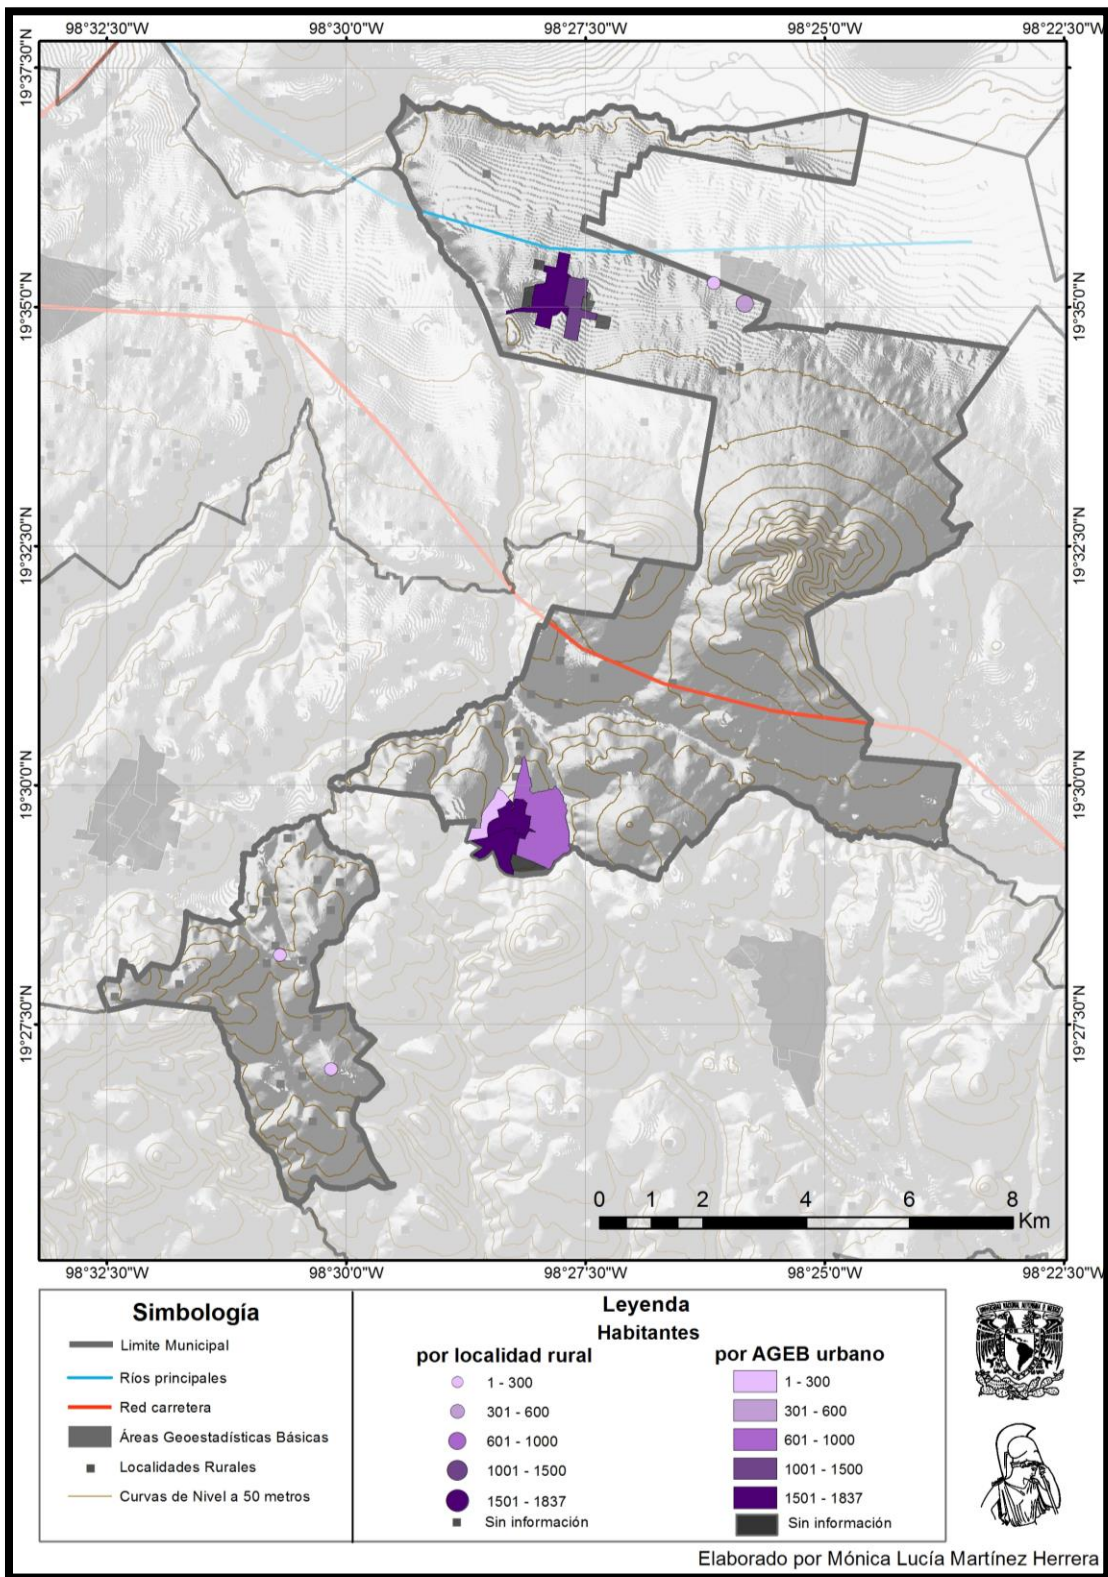 98°32'30"W 98°30'0"W 98°27'30"W 98°25'0"W 98°22'30"W
19°37'30"N 19°37'30"N
19°35'0"N 19°35'0"N
19°32'30"N 19°32'30"N
19°30'0"N 19°30'0"N
19°27'30"N 19°27'30"N
0 1 2 4 6 8
Km
98°32'30"W 98°30'0"W 98°27'30"W 98°25'0"W 98°22'30"W
Simbología
Limite Municipal
Ríos principales
Red carretera
Áreas Geoestadísticas Básicas
Localidades Rurales
Curvas de Nivel a 50 metros
Leyenda
Habitantes
por localidad rural
1 - 300
301 - 600
601 - 1000
1001 - 1500
1501 - 1837
Sin información
por AGEB urbano
1 - 300
301 - 600
601 - 1000
1001 - 1500
1501 - 1837
Sin información
Elaborado por Mónica Lucía Martínez Herrera